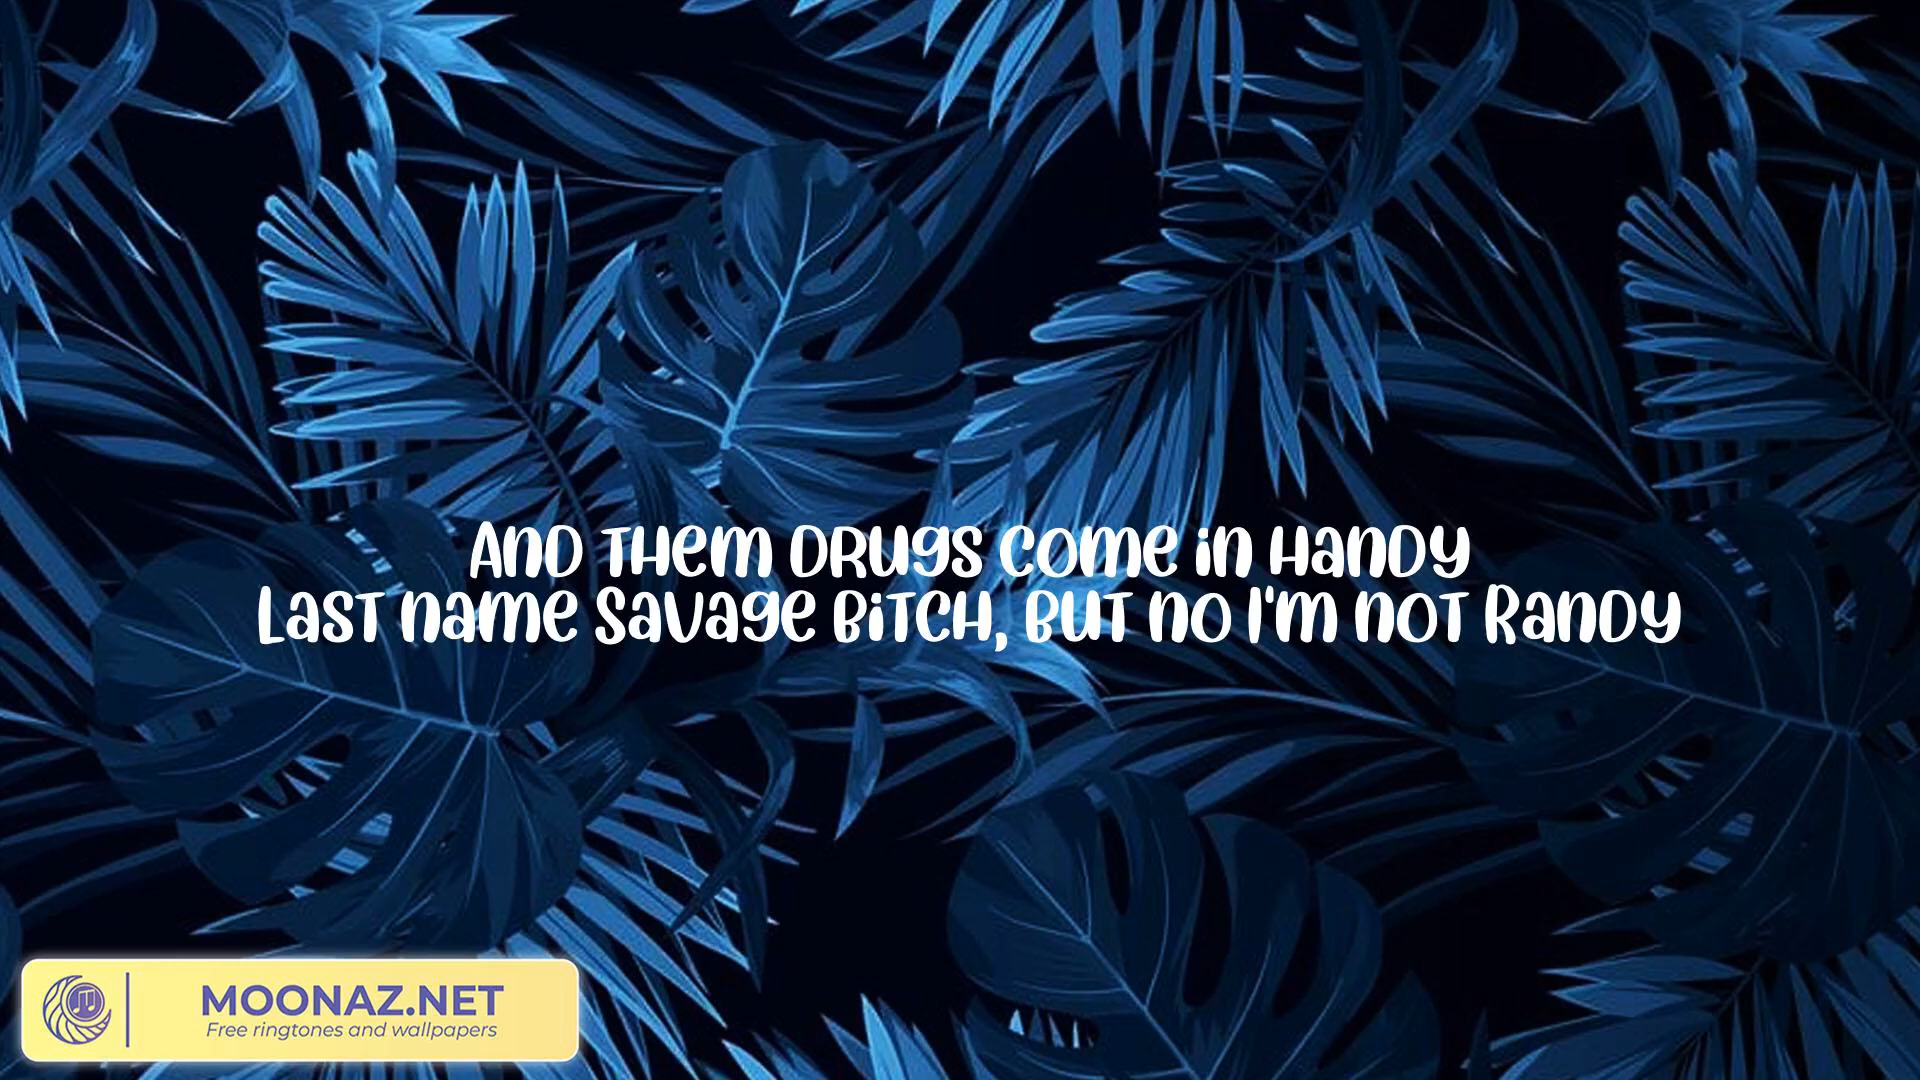 And them drugs come in handy
Last name Savage bitch, but no I'm not Randy
MOONAZ.NET
Free ringtones and wallpapers